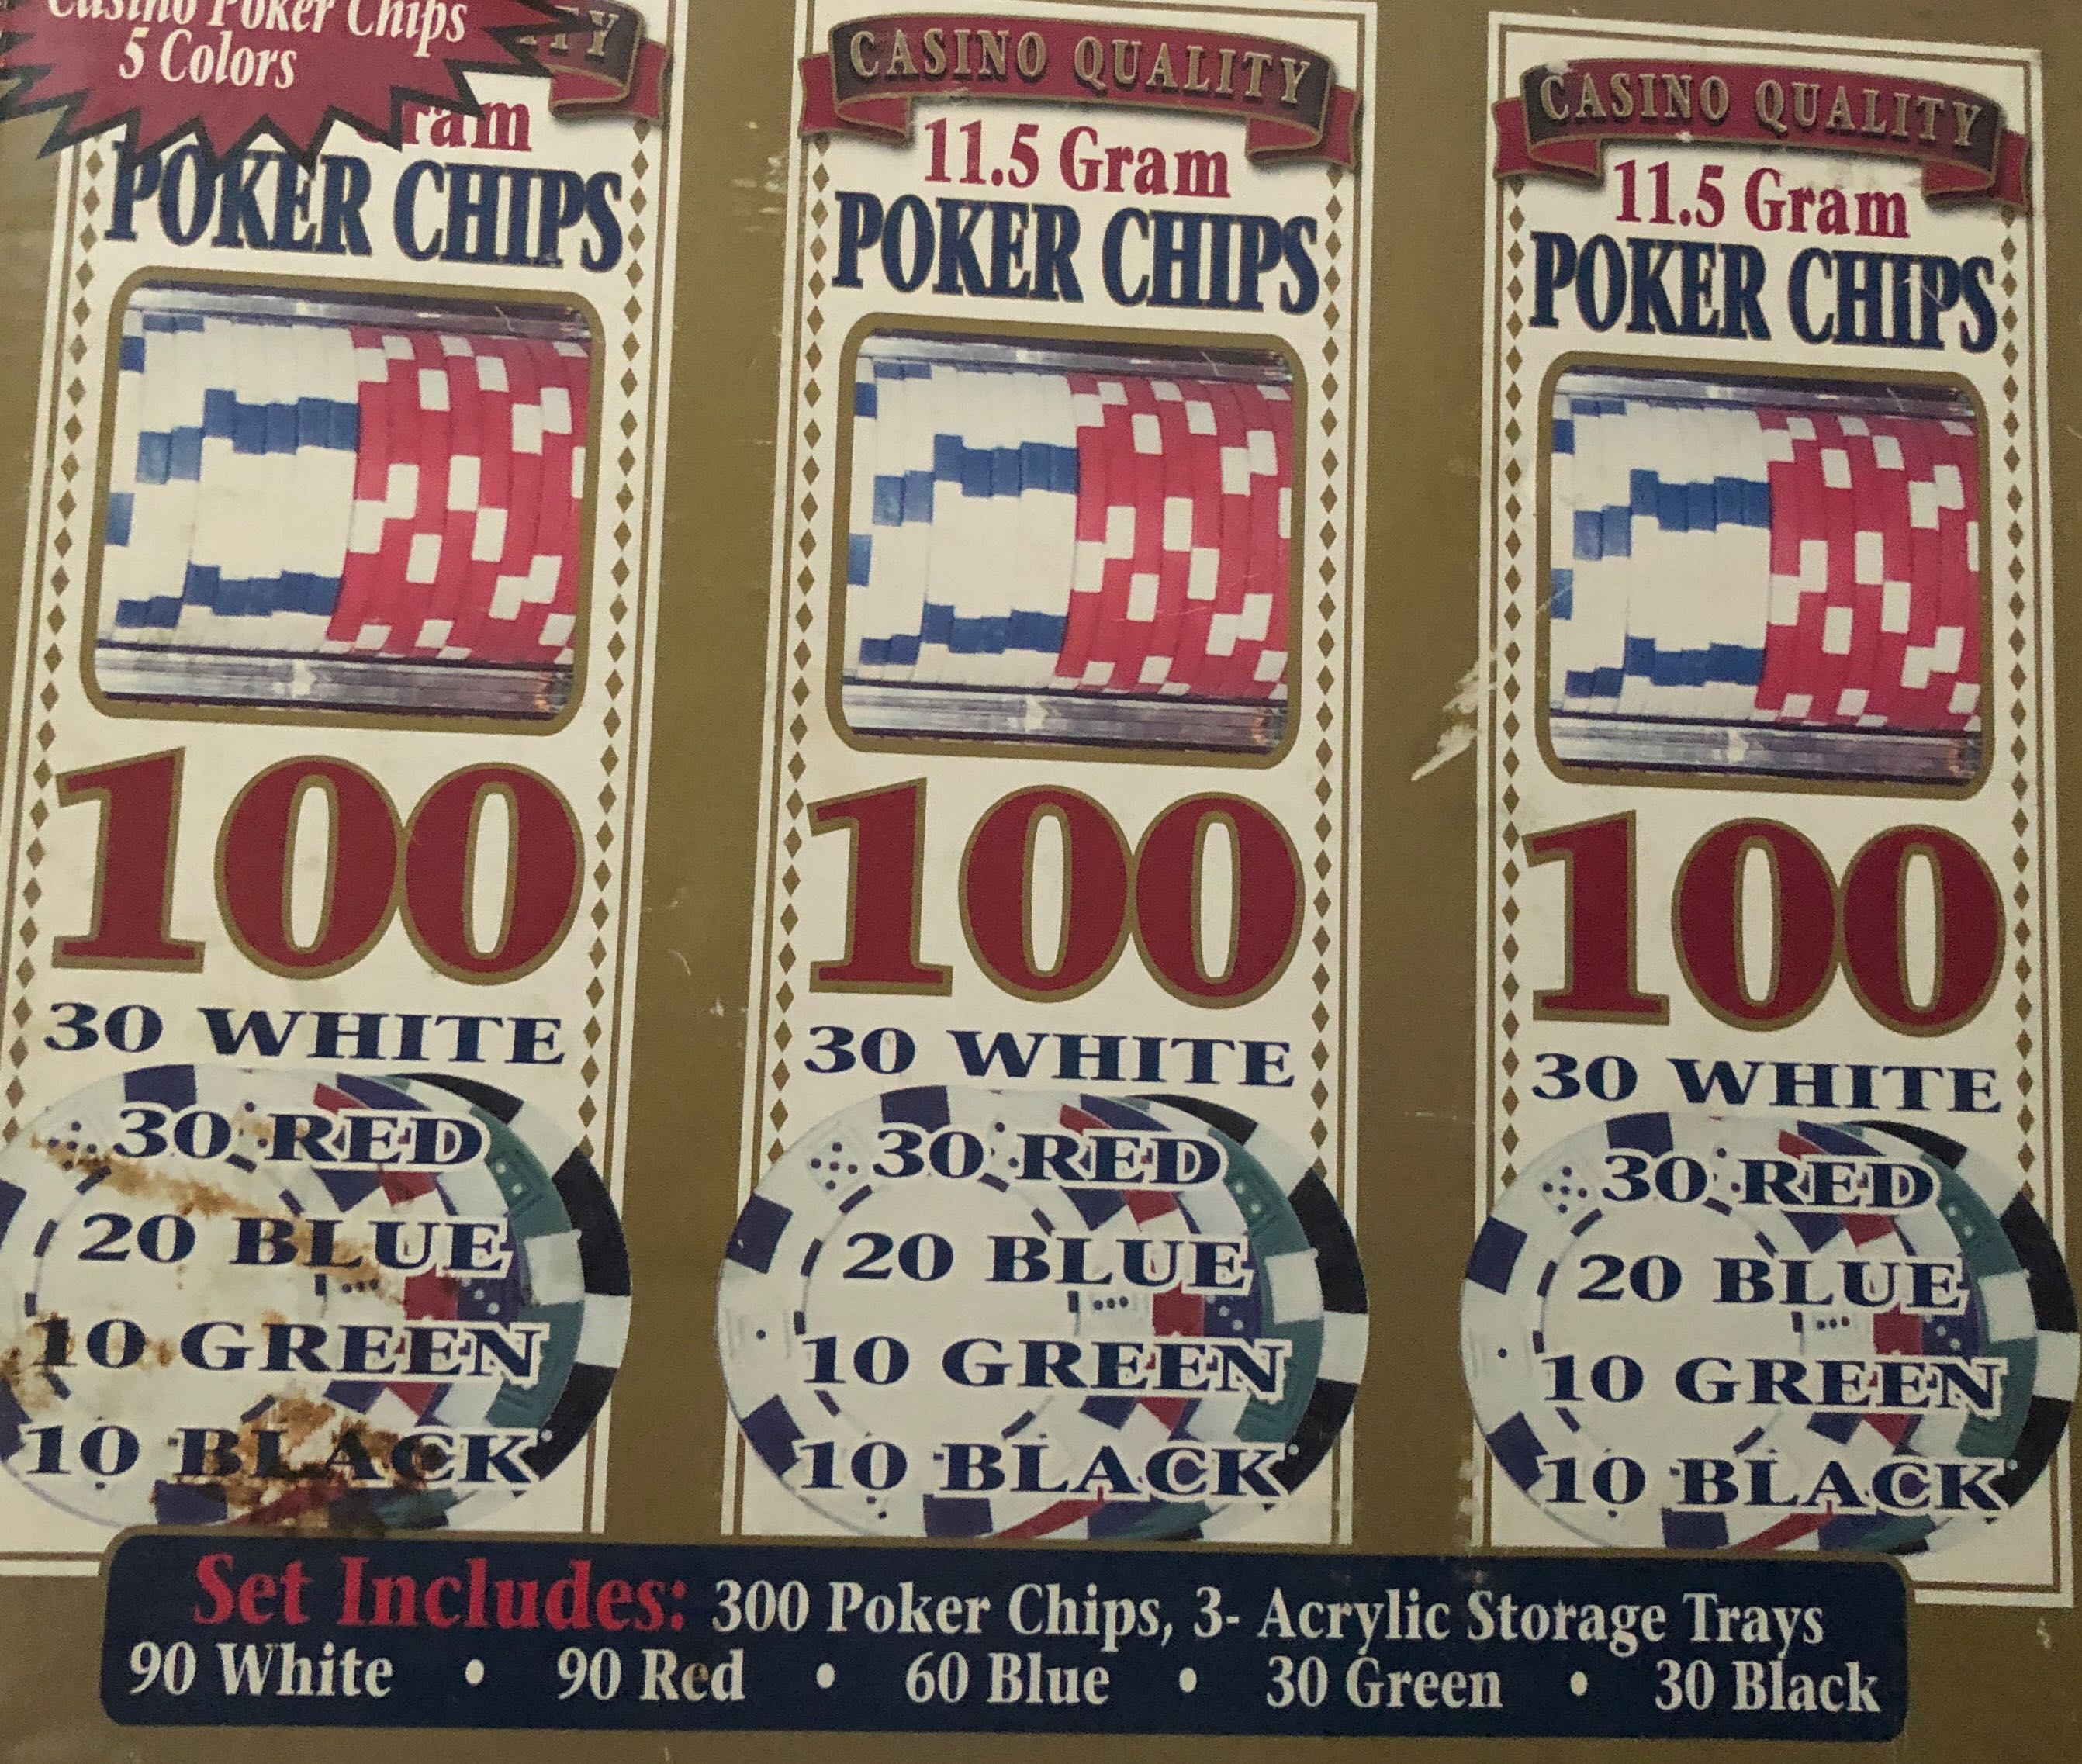 Casino Poker Chips
5 Colors
POKER CHIPS
100
30 WHITE
30 RED
20 BLUE
10 GREEN
10 BLACK
CASINO QUALITY
11.5 Gram
POKER CHIPS
100
30 WHITE
30 RED
20 BLUE
10 GREEN
10 BLACK
CASINO QUALITY
11.5 Gram
POKER CHIPS
100
30 WHITE
30 RED
20 BLUE
10 GREEN
10 BLACK
Set Includes: 300 Poker Chips, 3- Acrylic Storage Trays
90 White • 90 Red • 60 Blue • 30 Green • 30 Black